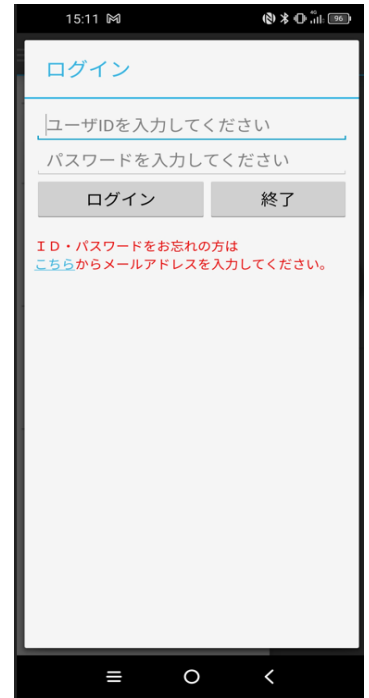 15:11
4G
96
ログイン
ユーザIDを入力してください
パスワードを入力してください
ログイン 終了
ＩＤ・パスワードをお忘れの方は
こちらからメールアドレスを入力してください。